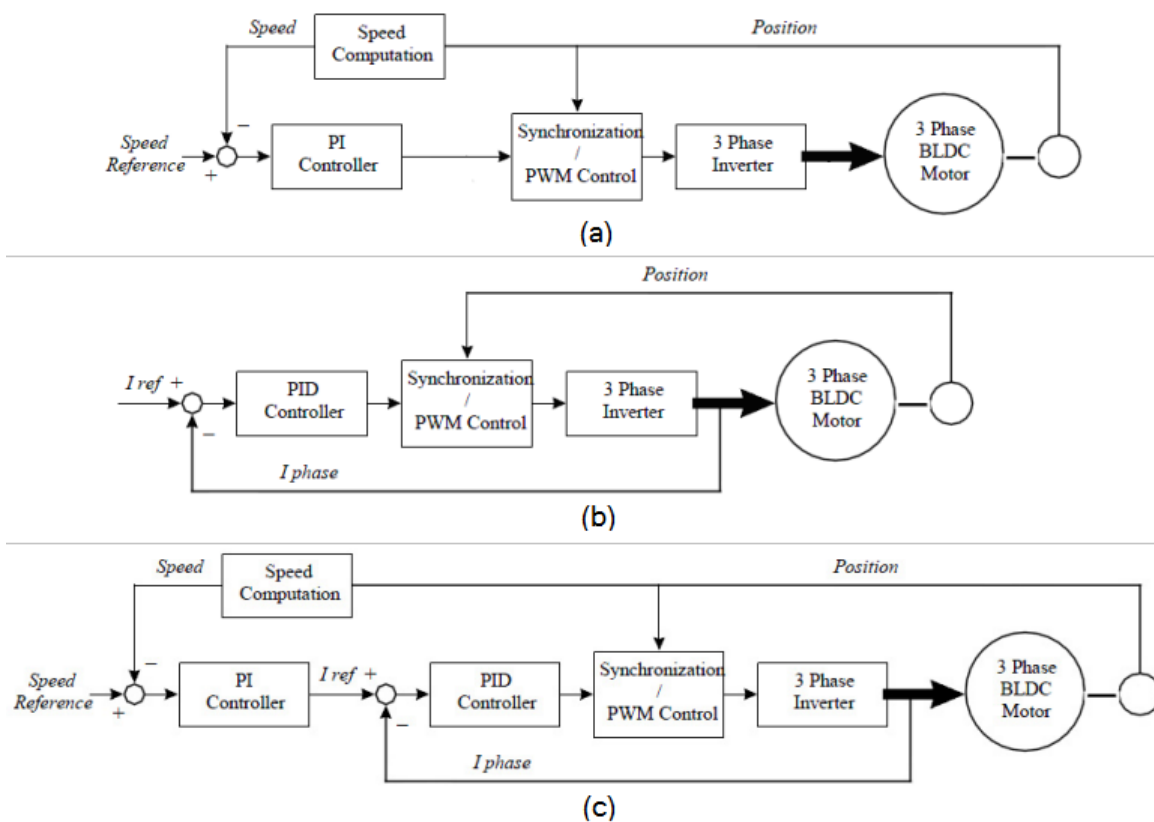 Speed
Speed
Computation
Position
Speed
Reference
+
−
PI
Controller
Synchronization
/
PWM Control
3 Phase
Inverter
3 Phase
BLDC
Motor
(a)
Position
I ref +
−
PID
Controller
Synchronization
/
PWM Control
3 Phase
Inverter
3 Phase
BLDC
Motor
I phase
(b)
Speed
Speed
Computation
Position
Speed
Reference
+
−
PI
Controller
I ref +
−
PID
Controller
Synchronization
/
PWM Control
3 Phase
Inverter
3 Phase
BLDC
Motor
I phase
(c)